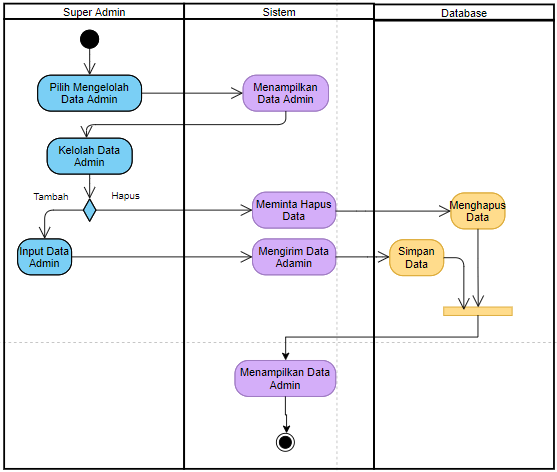 Super Admin
Sistem
Database
Pilih Mengelolah
Data Admin
Menampilkan
Data Admin
Kelolah Data
Admin
Tambah
Hapus
Meminta Hapus
Data
Menghapus
Data
Input Data
Admin
Mengirim Data
Adamin
Simpan
Data
Menampilkan Data
Admin